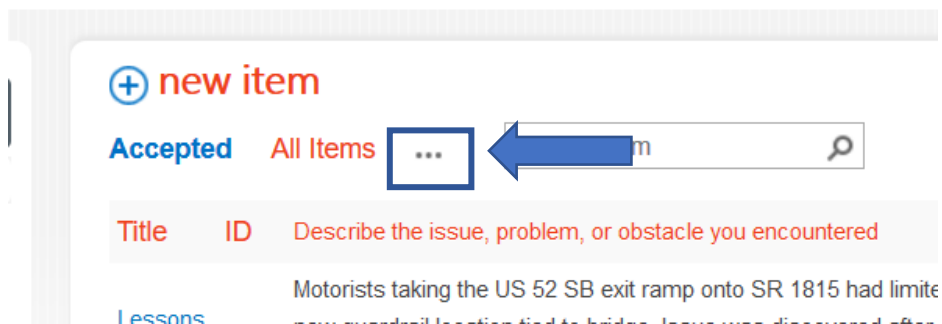 new item
Accepted All Items ...
Title ID Describe the issue, problem, or obstacle you encountered
Motorists taking the US 52 SB exit ramp onto SR 1815 had
Lessons